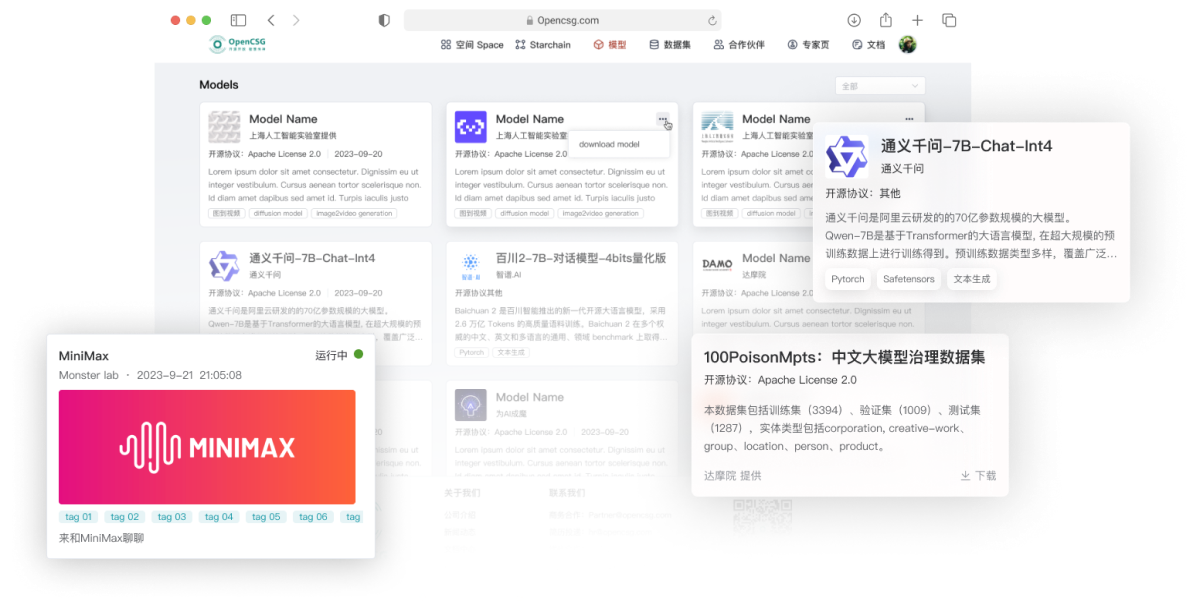 Opencsg.com
OpenCSG
空间 Space
Starchain
模型
数据集
合作伙伴
专家页
文档
Models
全部
Model Name
上海人工智能实验室提供
开源协议：Apache License 2.0 2023-09-20
Lorem ipsum dolor sit amet consectetur. Dignissim eu ut
integer vestibulum. Cursus aenean tortor scelerisque non.
Id diam amet dapibus sed amet id. Turpis iaculis justo
图到视频 diffusion model image2video generation
Model Name
上海人工智能实验室
download model
开源协议：Apache License 2.0
Lorem ipsum dolor sit amet consectetur. Dignissim eu ut
integer vestibulum. Cursus aenean tortor scelerisque non.
Id diam amet dapibus sed amet id. Turpis iaculis justo
图到视频 diffusion model image2video generation
Model Name
上海人工智能实验室
开源协议：Apache License 2.0
Lorem ipsum dolor sit amet
integer vestibulum. Cursus
Id diam amet dapibus sed
图到视频 diffusion model
通义千问-7B-Chat-Int4
通义千问
开源协议：其他
通义千问是阿里云研发的的70亿参数规模的大模型。
Qwen-7B是基于Transformer的大语言模型, 在超大规模的预
训练数据上进行训练得到。预训练数据类型多样，覆盖广泛...
Pytorch Safetensors 文本生成
通义千问-7B-Chat-Int4
通义千问
开源协议：Apache License 2.0 2023-09-20
通义千问是阿里云研发的的70亿参数规模的大模型。
Qwen-7B是基于Transformer的大语言模型, 在超大规模的预
，覆盖广泛...
百川2-7B-对话模型-4bits量化版
智谱·AI
智谱.AI
开源协议其他
Baichuan 2 是百川智能推出的新一代开源大语言模型，采用
2.6 万亿 Tokens 的高质量语料训练。Baichuan 2 在多个权
威的中文、英文和多语言的通用、领域 benchmark 上取得...
Pytorch 文本生成
DAMO
Model Name
达摩院
开源协议：Apache License 2.0
Lorem ipsum dolor sit amet consectetur. Dignissim eu ut
integer vestibulum. Cursus aenean tortor scelerisque non.
MiniMax
运行中
Monster lab · 2023-9-21 21:05:08
MINIMAX
tag 01 tag 02 tag 03 tag 04 tag 05 tag 06 tag
来和MiniMax聊聊
Model Name
为AI成魔
开源协议：Apache License 2.0 2023-09-20
Lorem ipsum dolor sit amet consectetur. Dignissim eu ut
integer vestibulum. Cursus aenean tortor scelerisque non.
100PoisonMpts：中文大模型治理数据集
开源协议：Apache License 2.0
本数据集包括训练集（3394）、验证集（1009）、测试集
（1287），实体类型包括corporation, creative-work、
group、location、person、product。
达摩院 提供
下载
关于我们
联系我们